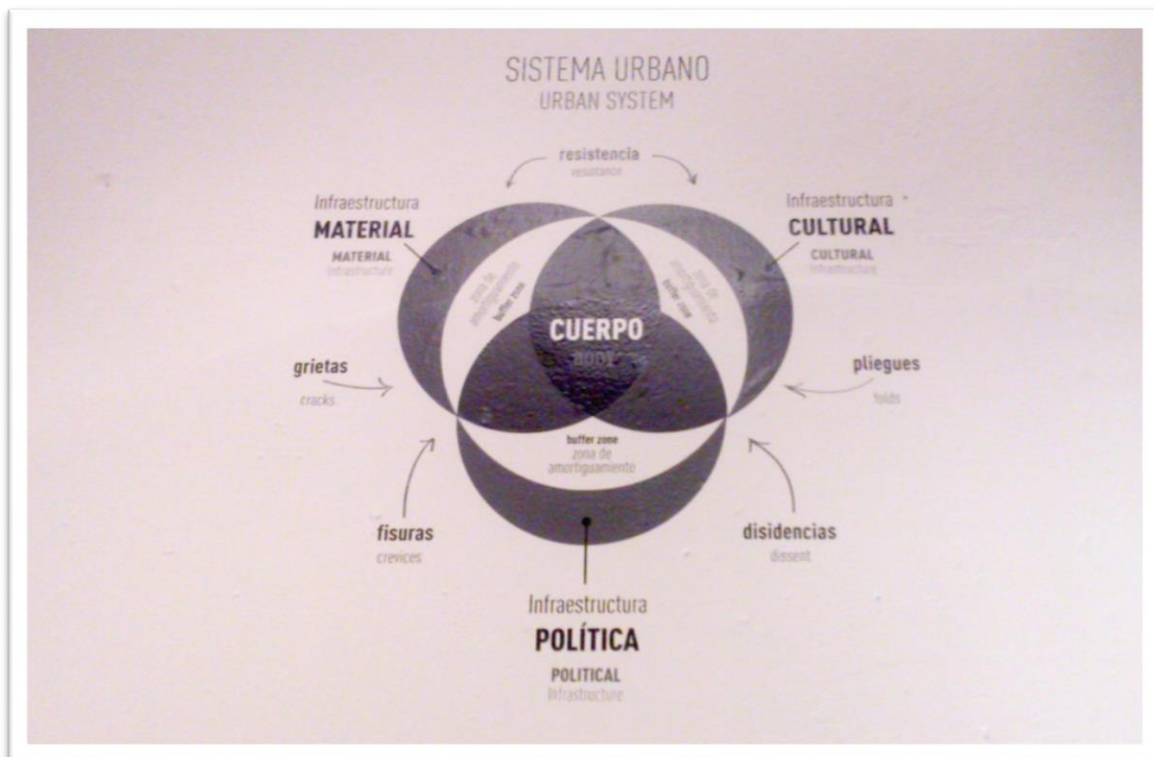 SISTEMA URBANO
URBAN SYSTEM
resistencia
resistance
Infraestructura
MATERIAL
MATERIAL
Infrastructure
Infraestructura
CULTURAL
CULTURAL
Infrastructure
zona de
amortiguamiento
buffer zone
zona de
amortiguamiento
buffer zone
CUERPO
BODY
grietas
cracks
pliegues
folds
buffer zone
zona de
amortiguamiento
fisuras
crevices
disidencias
dissent
Infraestructura
POLÍTICA
POLITICAL
Infrastructure